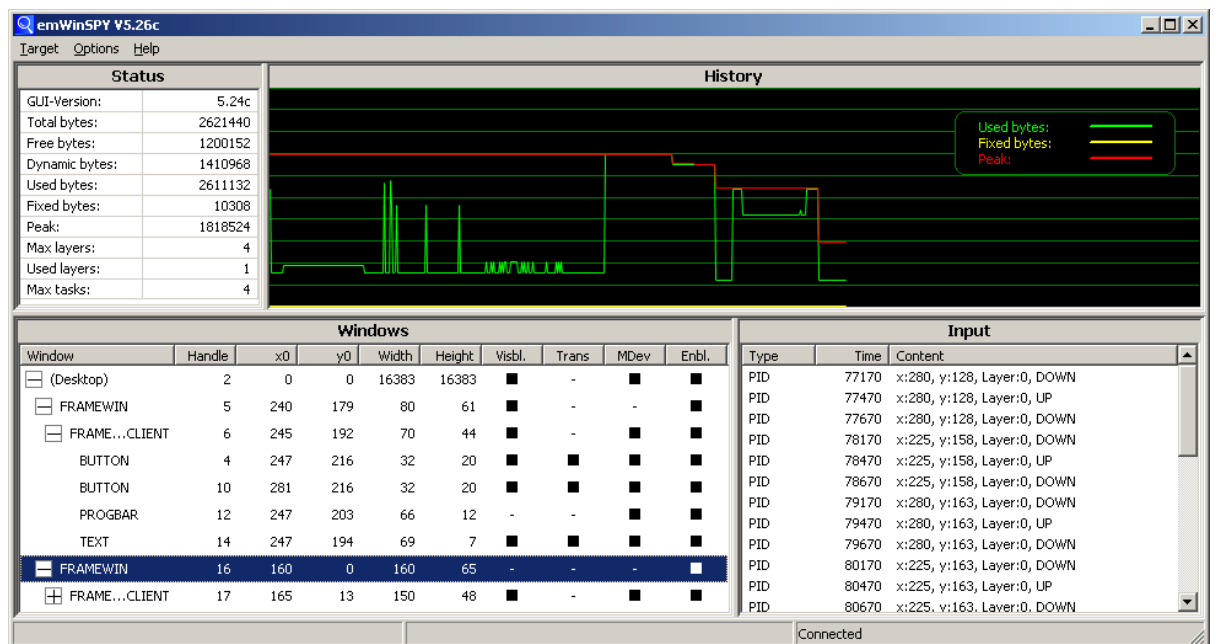 emWinSPY V5.26c
Target Options Help
Status
GUI-Version: 5.24c
Total bytes: 2621440
Free bytes: 1200152
Dynamic bytes: 1410968
Used bytes: 2611132
Fixed bytes: 10308
Peak: 1818524
Max layers: 4
Used layers: 1
Max tasks: 4
History
Used bytes:
Fixed bytes:
Peak:
Windows
Window Handle x0 y0 Width Height Visbl. Trans MDev Enbl.
(Desktop) 2 0 0 16383 16383 -
FRAMEWIN 5 240 179 80 61 - -
FRAME...CLIENT 6 245 192 70 44 -
BUTTON 4 247 216 32 20
BUTTON 10 281 216 32 20
PROGBAR 12 247 203 66 12 - -
TEXT 14 247 194 69 7
FRAMEWIN 16 160 0 160 65 - - -
FRAME...CLIENT 17 165 13 150 48 -
Input
Type Time Content
PID 77170 x:280, y:128, Layer:0, DOWN
PID 77470 x:280, y:128, Layer:0, UP
PID 77670 x:280, y:128, Layer:0, DOWN
PID 78170 x:225, y:158, Layer:0, DOWN
PID 78470 x:225, y:158, Layer:0, UP
PID 78670 x:225, y:158, Layer:0, DOWN
PID 79170 x:280, y:163, Layer:0, DOWN
PID 79470 x:280, y:163, Layer:0, UP
PID 79670 x:280, y:163, Layer:0, DOWN
PID 80170 x:225, y:163, Layer:0, DOWN
PID 80470 x:225, y:163, Layer:0, UP
PID 80670 x:225, y:163, Layer:0, DOWN
Connected